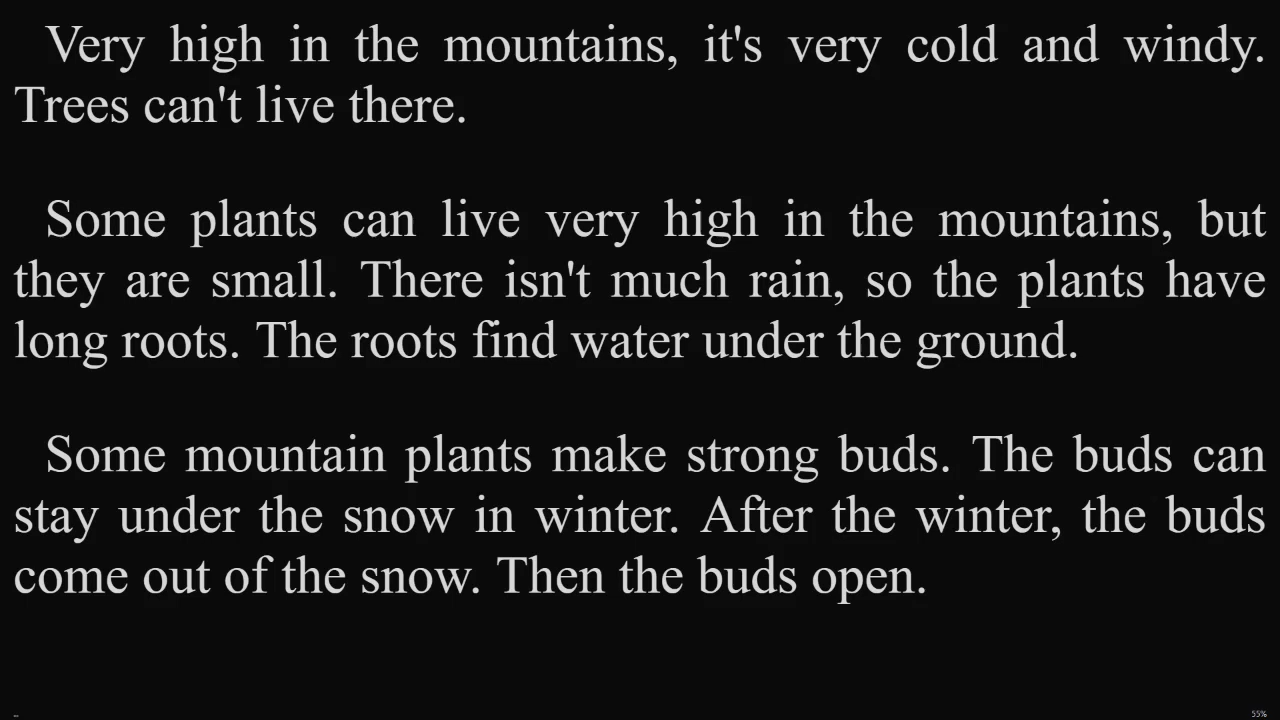 Very high in the mountains, it's very cold and windy.
Trees can't live there.
Some plants can live very high in the mountains, but
they are small. There isn't much rain, so the plants have
long roots. The roots find water under the ground.
Some mountain plants make strong buds. The buds can
stay under the snow in winter. After the winter, the buds
come out of the snow. Then the buds open.
55%